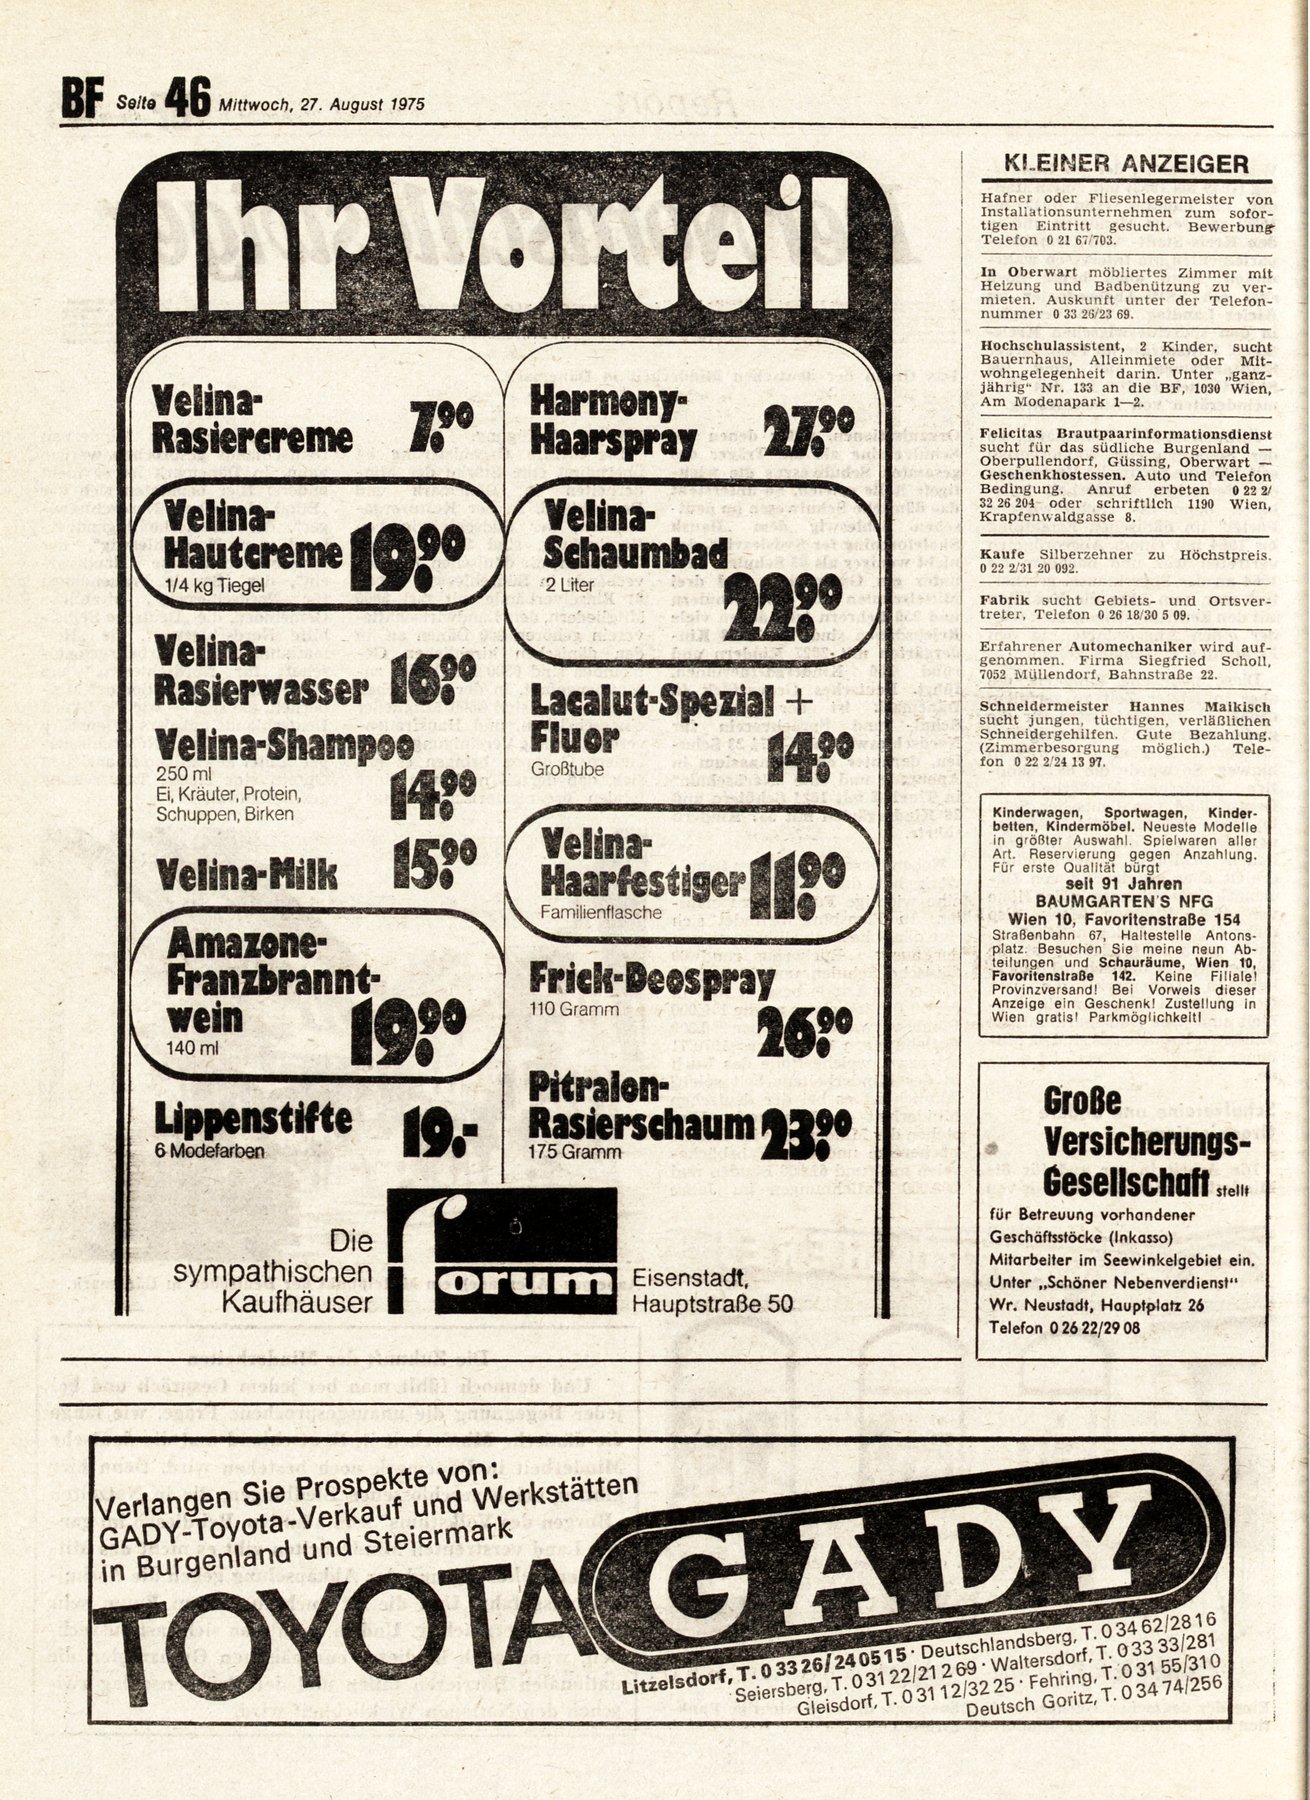 BF Seite 46 Mittwoch, 27. August 1975
Ihr Vorteil
Velina-
Rasiercreme 7.90
Velina-
Hautcreme 19.90
1/4 kg Tiegel
Velina-
Rasierwasser 16.90
Velina-Shampoo
250 ml
Ei, Kräuter, Protein,
Schuppen, Birken
14.90
Velina-Milk 15.90
Amazone-
Franzbrannt-
wein
140 ml
19.90
Lippenstifte 19.-
6 Modefarben
Harmony-
Haarspray 27.90
Velina-
Schaumbad
2 Liter
22.90
Lacalut-Spezial +
Fluor
Großtube
14.90
Velina-
Haarfestiger 11.90
Familienflasche
Frick-Deospray
110 Gramm
26.90
Pitralon-
Rasierschaum 23.90
175 Gramm
Die
sympathischen
Kaufhäuser
forum
Eisenstadt,
Hauptstraße 50
KLEINER ANZEIGER
Hafner oder Fliesenlegermeister von
Installationsunternehmen zum sofor-
tigen Eintritt gesucht. Bewerbung
Telefon 0 21 67/703.
In Oberwart möbliertes Zimmer mit
Heizung und Badbenützung zu ver-
mieten. Auskunft unter der Telefon-
nummer 0 33 26/23 69.
Hochschulassistent, 2 Kinder, sucht
Bauernhaus, Alleinmiete oder Mit-
wohngelegenheit darin. Unter „ganz-
jährig“ Nr. 133 an die BF, 1030 Wien,
Am Modenapark 1—2.
Felicitas Brautpaarinformationsdienst
sucht für das südliche Burgenland —
Oberpullendorf, Güssing, Oberwart —
Geschenkhostessen. Auto und Telefon
Bedingung. Anruf erbeten 0 22 2/
32 26 204 oder schriftlich 1190 Wien,
Krapfenwaldgasse 8.
Kaufe Silberzehner zu Höchstpreis.
0 22 2/31 20 092.
Fabrik sucht Gebiets- und Ortsver-
treter, Telefon 0 26 18/30 5 09.
Erfahrener Automechaniker wird auf-
genommen. Firma Siegfried Scholl,
7052 Müllendorf, Bahnstraße 22.
Schneidermeister Hannes Maikisch
sucht jungen, tüchtigen, verläßlichen
Schneidergehilfen. Gute Bezahlung.
(Zimmerbesorgung möglich.) Tele-
fon 0 22 2/24 13 97.
Kinderwagen, Sportwagen, Kinder-
betten, Kindermöbel. Neueste Modelle
in größter Auswahl. Spielwaren aller
Art. Reservierung gegen Anzahlung.
Für erste Qualität bürgt
seit 91 Jahren
BAUMGARTEN'S NFG
Wien 10, Favoritenstraße 154
Straßenbahn 67, Haltestelle Antons-
platz. Besuchen Sie meine neun Ab-
teilungen und Schauräume, Wien 10,
Favoritenstraße 142. Keine Filiale!
Provinzversand! Bei Vorweis dieser
Anzeige ein Geschenk! Zustellung in
Wien gratis! Parkmöglichkeit!
Große
Versicherungs-
Gesellschaft stellt
für Betreuung vorhandener
Geschäftsstöcke (Inkasso)
Mitarbeiter im Seewinkelgebiet ein.
Unter „Schöner Nebenverdienst“
Wr. Neustadt, Hauptplatz 26
Telefon 0 26 22/29 08
Verlangen Sie Prospekte von:
GADY-Toyota-Verkauf und Werkstätten
in Burgenland und Steiermark
TOYOTA GADY
Litzelsdorf, T. 0 33 26/24 05 15 · Deutschlandsberg, T. 0 34 62/28 16
· Seiersberg, T. 0 31 22/21 2 69 · Waltersdorf, T. 0 33 33/281
Gleisdorf, T. 0 31 12/32 25 · Fehring, T. 0 31 55/310
Deutsch Goritz, T. 0 34 74/256